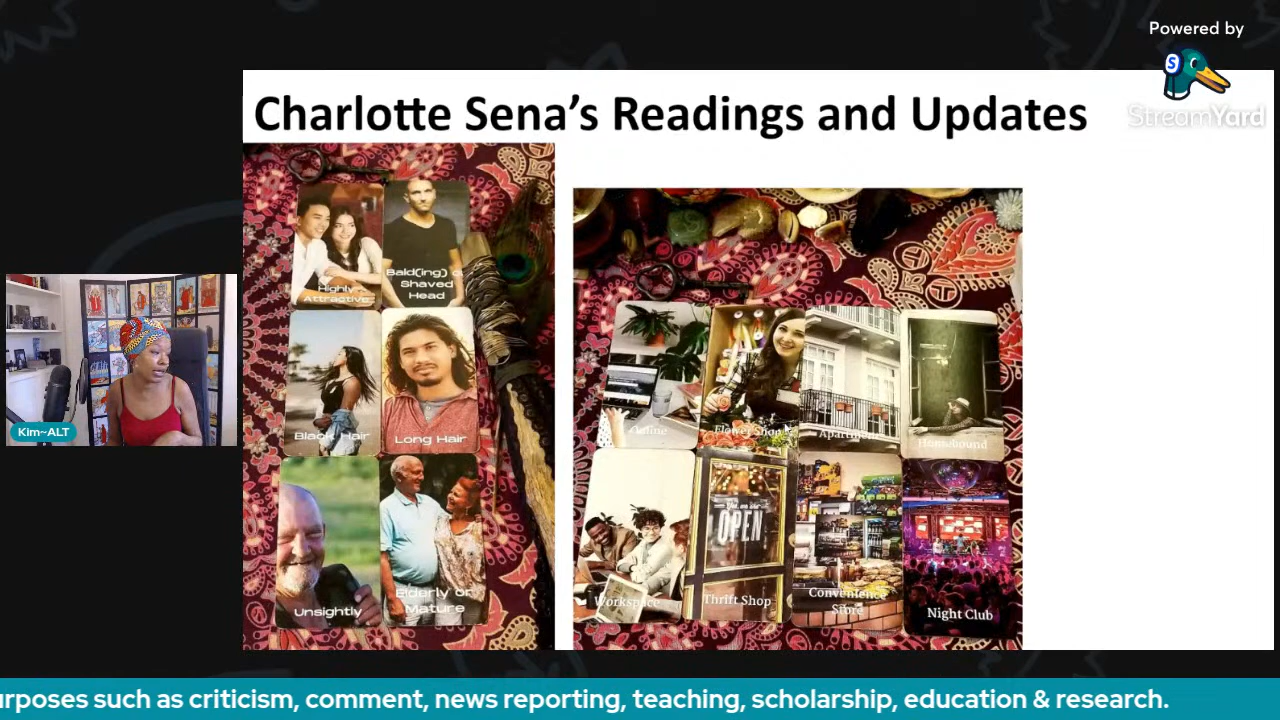 Powered by
StreamYard
Charlotte Sena's Readings and Updates
Highly
Attractive
Bald(ing) or
Shaved
Head
Black Hair
Long Hair
Unsightly
Elderly or
Mature
Online
Flower Shop
Apartment
Homebound
Workspace
OPEN
Thrift Shop
Convenience
Store
Night Club
Kim~ALT
urposes such as criticism, comment, news reporting, teaching, scholarship, education & research.